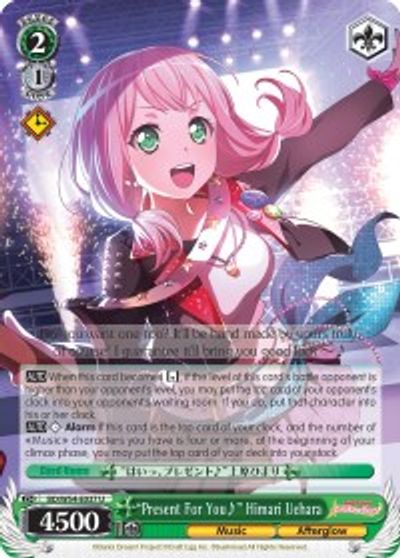 2
1
Do you want one too? It'll be hand made by yours truly,
of course! I guarantee it'll bring you good luck~
AUTO When this card becomes, if the level of this card's battle opponent is
higher than your opponent's level, you may put the top card of your opponent's
clock into your opponent's waiting room. If you put, put that character into
his or her clock.
AUTO Alarm If this card is the top card of your clock, and the number of
«Music» characters you have is four or more, at the beginning of your
climax phase, you may put the top card of your deck into your stock.
Card Name "はいっ、プレゼント♪"上原ひまり
4500
"Present For You♪" Himari Uehara
Music
Afterglow